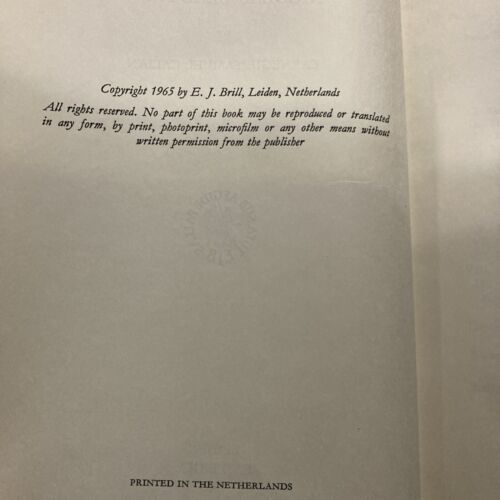 Copyright 1965 by E. J. Brill, Leiden, Netherlands
All rights reserved. No part of this book may be reproduced or translated
in any form, by print, photoprint, microfilm or any other means without
written permission from the publisher
PRINTED IN THE NETHERLANDS